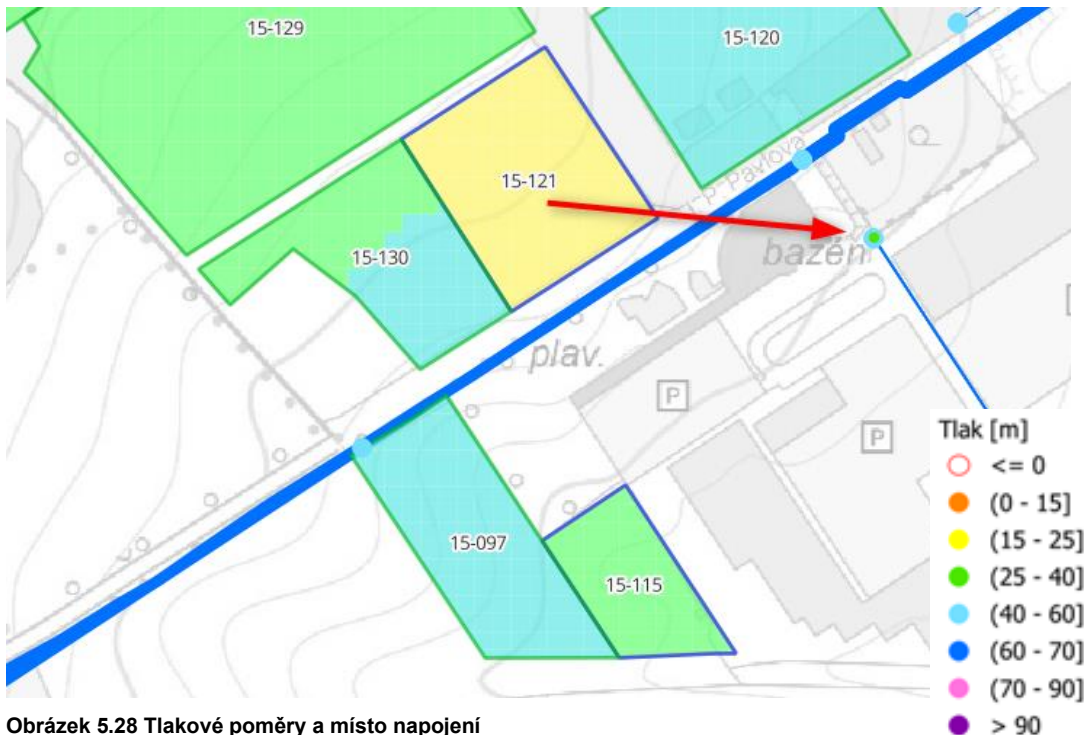 15-129
15-120
15-121
P. Pavlova
15-130
bazén
plav.
P
P
15-097
15-115
Tlak [m]
<= 0
(0 - 15]
(15 - 25]
(25 - 40]
(40 - 60]
(60 - 70]
(70 - 90]
> 90
Obrázek 5.28 Tlakové poměry a místo napojení